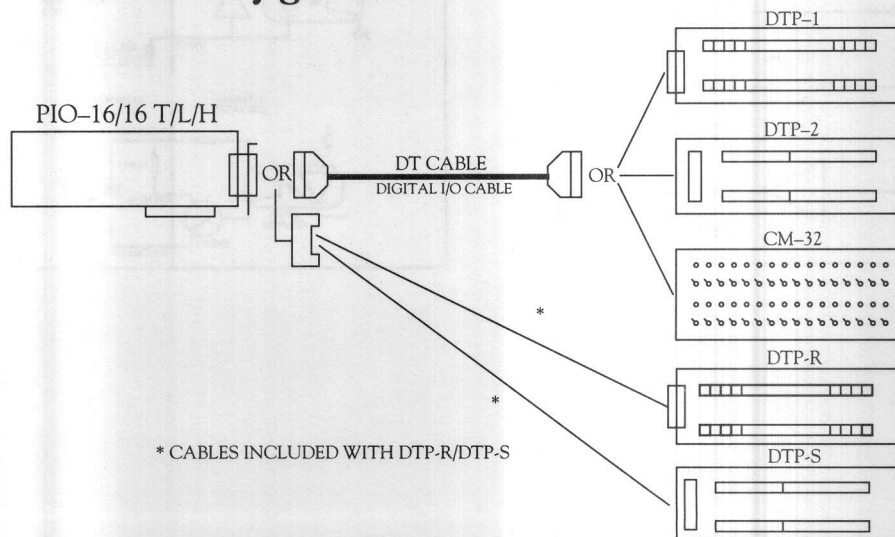 DTP–1
PIO–16/16 T/L/H
DTP–2
OR
DT CABLE
DIGITAL I/O CABLE
OR
CM–32
*
DTP-R
*
* CABLES INCLUDED WITH DTP-R/DTP-S
DTP-S